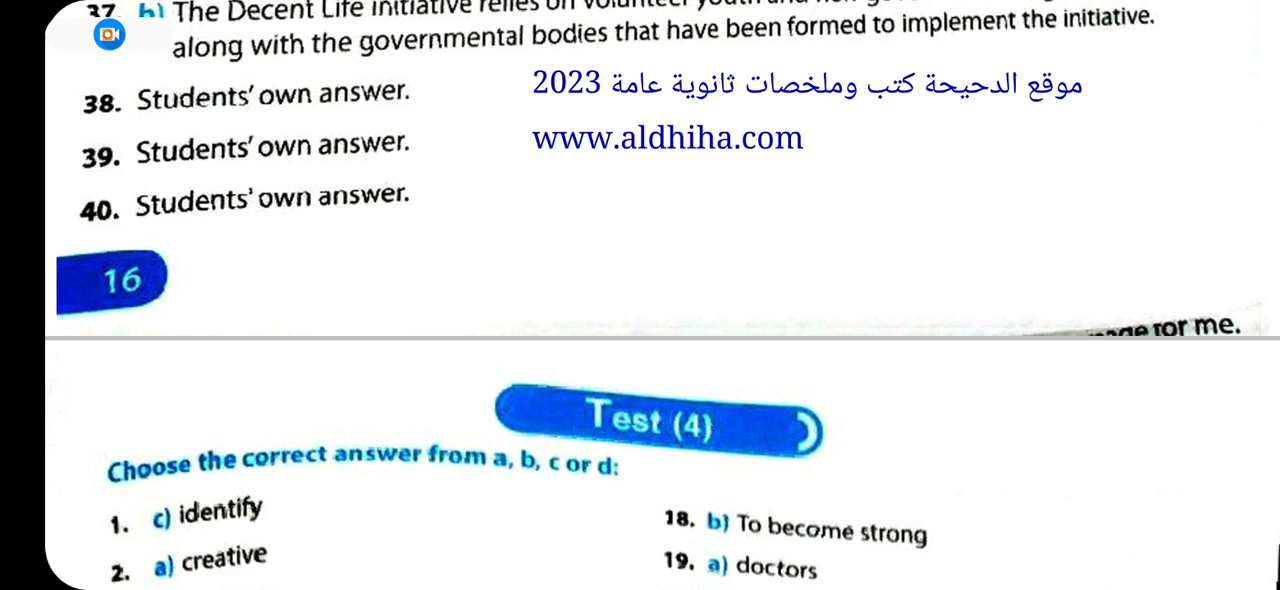 37. b) The Decent Life initiative relies on volunteer
along with the governmental bodies that have been formed to implement the initiative.
38. Students' own answer.
39. Students' own answer.
40. Students' own answer.
موقع الدحيحة كتب وملخصات ثانوية عامة 2023
www.aldhiha.com
16
for me.
Test (4)
Choose the correct answer from a, b, c or d:
1. c) identify
2. a) creative
18. b) To become strong
19. a) doctors